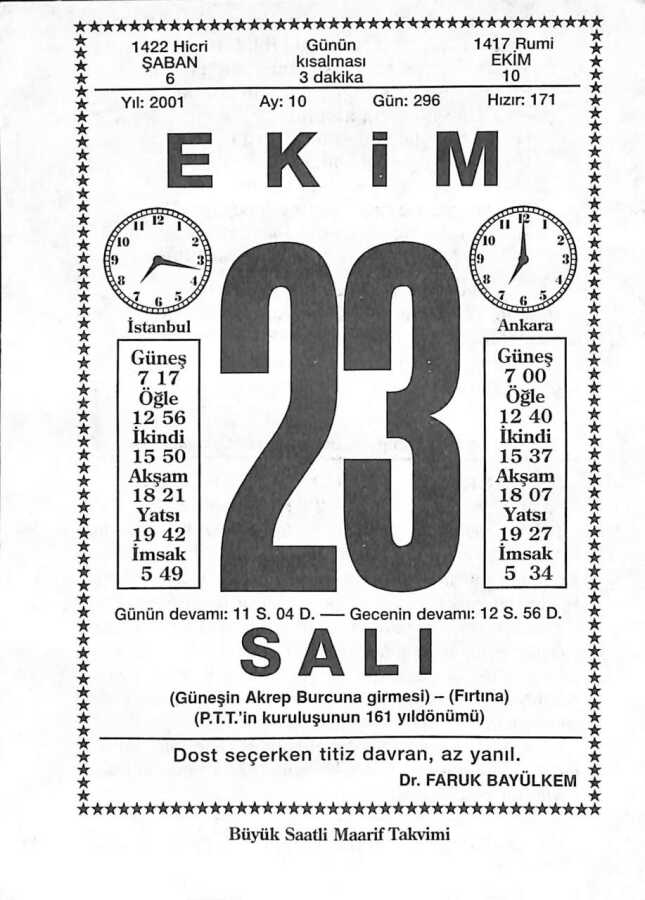 1422 Hicri
ŞABAN
6
Günün
kısalması
3 dakika
1417 Rumi
EKİM
10
Yıl: 2001 Ay: 10 Gün: 296 Hızır: 171
EKİM
12 1 2 3 4 5 6 7 8 9 10 11
İstanbul
Güneş
7 17
Öğle
12 56
İkindi
15 50
Akşam
18 21
Yatsı
19 42
İmsak
5 49
23
12 1 2 3 4 5 6 7 8 9 10 11
Ankara
Güneş
7 00
Öğle
12 40
İkindi
15 37
Akşam
18 07
Yatsı
19 27
İmsak
5 34
Günün devamı: 11 S. 04 D. — Gecenin devamı: 12 S. 56 D.
SALI
(Güneşin Akrep Burcuna girmesi) – (Fırtına)
(P.T.T.'in kuruluşunun 161 yıldönümü)
Dost seçerken titiz davran, az yanıl.
Dr. FARUK BAYÜLKEM
Büyük Saatli Maarif Takvimi